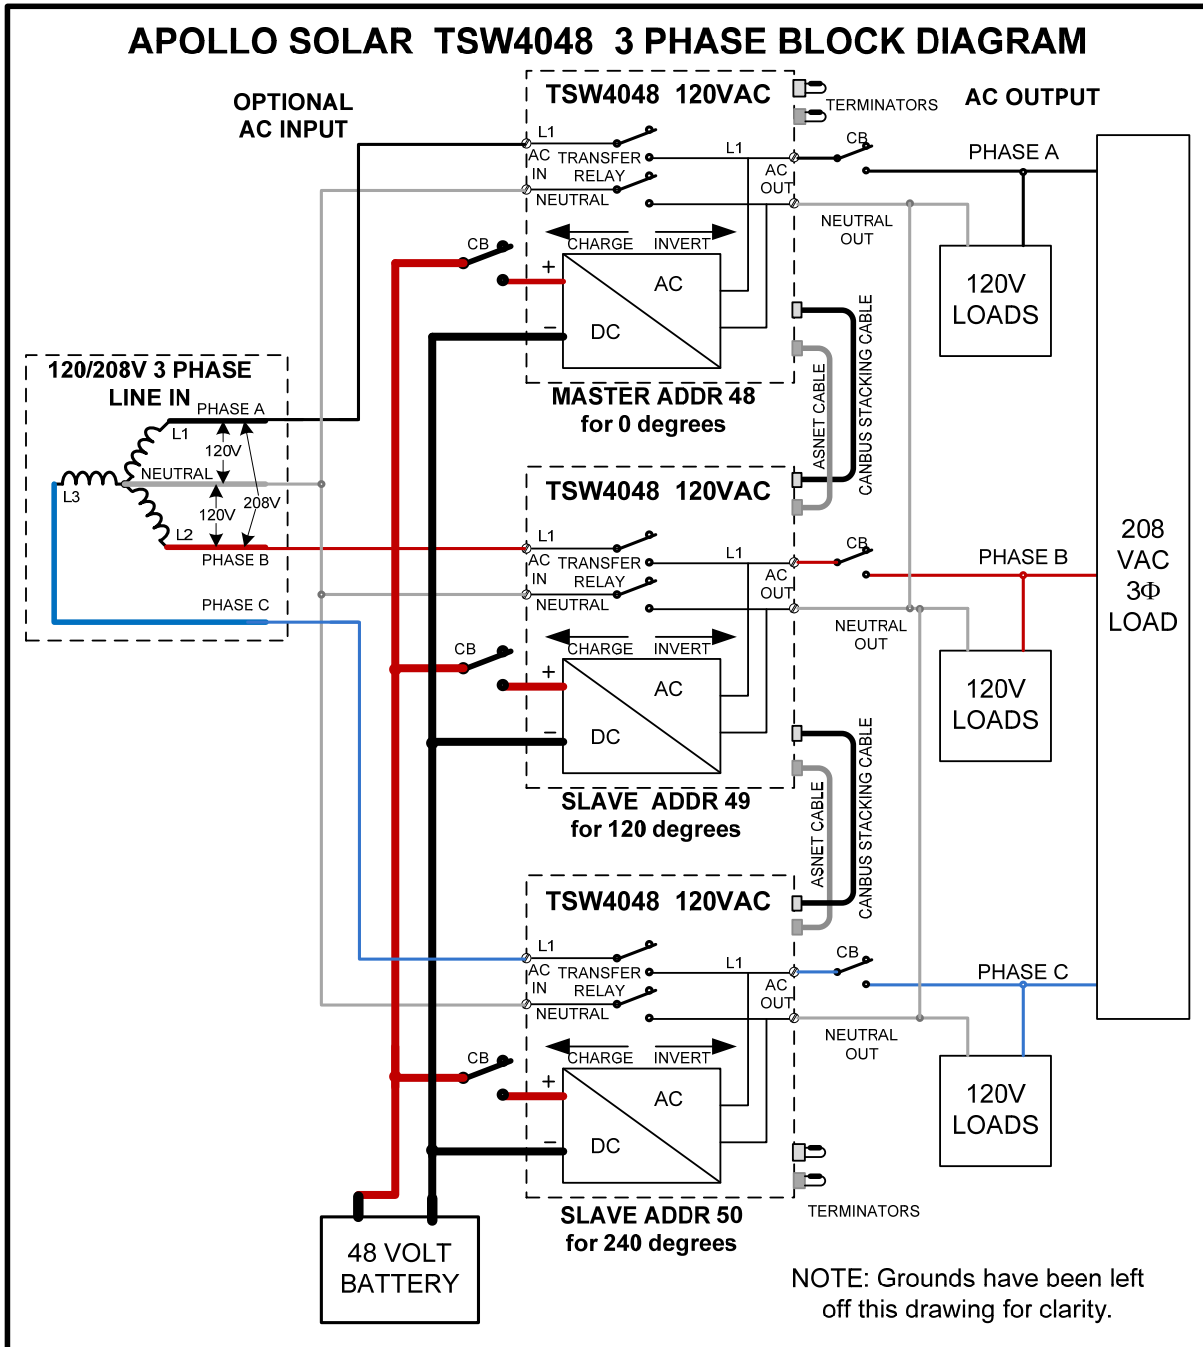 APOLLO SOLAR TSW4048 3 PHASE BLOCK DIAGRAM
OPTIONAL
AC INPUT
TSW4048 120VAC
TERMINATORS
AC OUTPUT
L1
AC
IN
TRANSFER
RELAY
NEUTRAL
L1
AC
OUT
CB
PHASE A
NEUTRAL
OUT
CB
CHARGE
INVERT
+
AC
DC
–
120V
LOADS
MASTER ADDR 48
for 0 degrees
ASNET CABLE
CANBUS STACKING CABLE
120/208V 3 PHASE
LINE IN
PHASE A
L1
120V
NEUTRAL
L3
208V
120V
L2
PHASE B
PHASE C
TSW4048 120VAC
L1
AC
IN
TRANSFER
RELAY
NEUTRAL
L1
AC
OUT
CB
PHASE B
NEUTRAL
OUT
CB
CHARGE
INVERT
+
AC
DC
–
120V
LOADS
208
VAC
3Φ
LOAD
SLAVE ADDR 49
for 120 degrees
ASNET CABLE
CANBUS STACKING CABLE
TSW4048 120VAC
L1
AC
IN
TRANSFER
RELAY
NEUTRAL
L1
AC
OUT
CB
PHASE C
NEUTRAL
OUT
CB
CHARGE
INVERT
+
AC
DC
–
120V
LOADS
TERMINATORS
SLAVE ADDR 50
for 240 degrees
48 VOLT
BATTERY
NOTE: Grounds have been left
off this drawing for clarity.